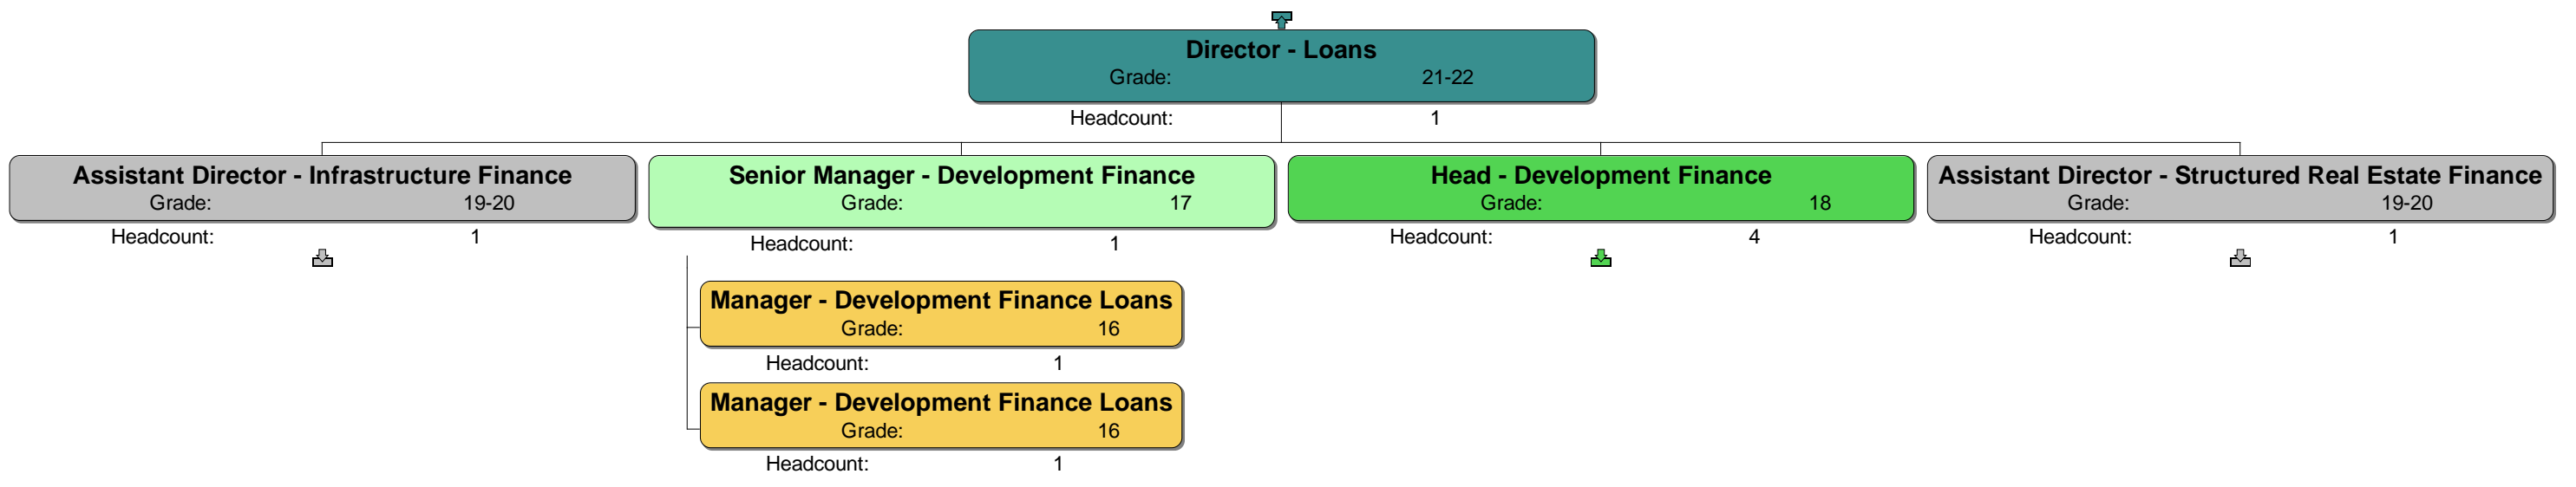 Director - Loans
Grade: 21-22
Headcount: 1
Assistant Director - Infrastructure Finance
Grade: 19-20
Headcount: 1
Senior Manager - Development Finance
Grade: 17
Headcount: 1
Manager - Development Finance Loans
Grade: 16
Headcount: 1
Manager - Development Finance Loans
Grade: 16
Headcount: 1
Head - Development Finance
Grade: 18
Headcount: 4
Assistant Director - Structured Real Estate Finance
Grade: 19-20
Headcount: 1